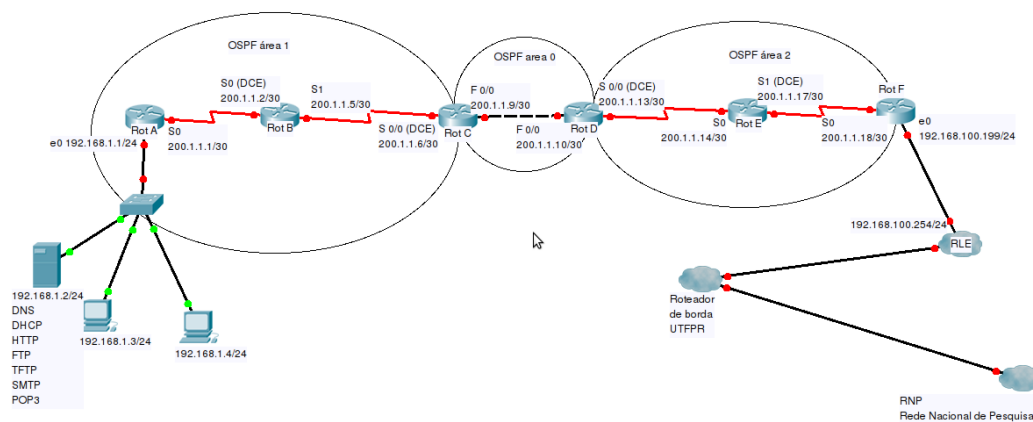 OSPF área 1
OSPF area 0
OSPF área 2
S0 (DCE)
200.1.1.2/30
S1
200.1.1.5/30
F 0/0
200.1.1.9/30
S 0/0 (DCE)
200.1.1.13/30
S1 (DCE)
200.1.1.17/30
Rot F
Rot A
S0
200.1.1.1/30
Rot B
S 0/0 (DCE)
200.1.1.6/30
Rot C
F 0/0
200.1.1.10/30
Rot D
200.1.1.14/30
S0
Rot E
S0
200.1.1.18/30
e0
192.168.100.199/24
e0 192.168.1.1/24
192.168.100.254/24
RLE
192.168.1.2/24
DNS
DHCP
HTTP
FTP
TFTP
SMTP
POP3
192.168.1.3/24
192.168.1.4/24
Roteador
de borda
UTFPR
RNP
Rede Nacional de Pesquisa